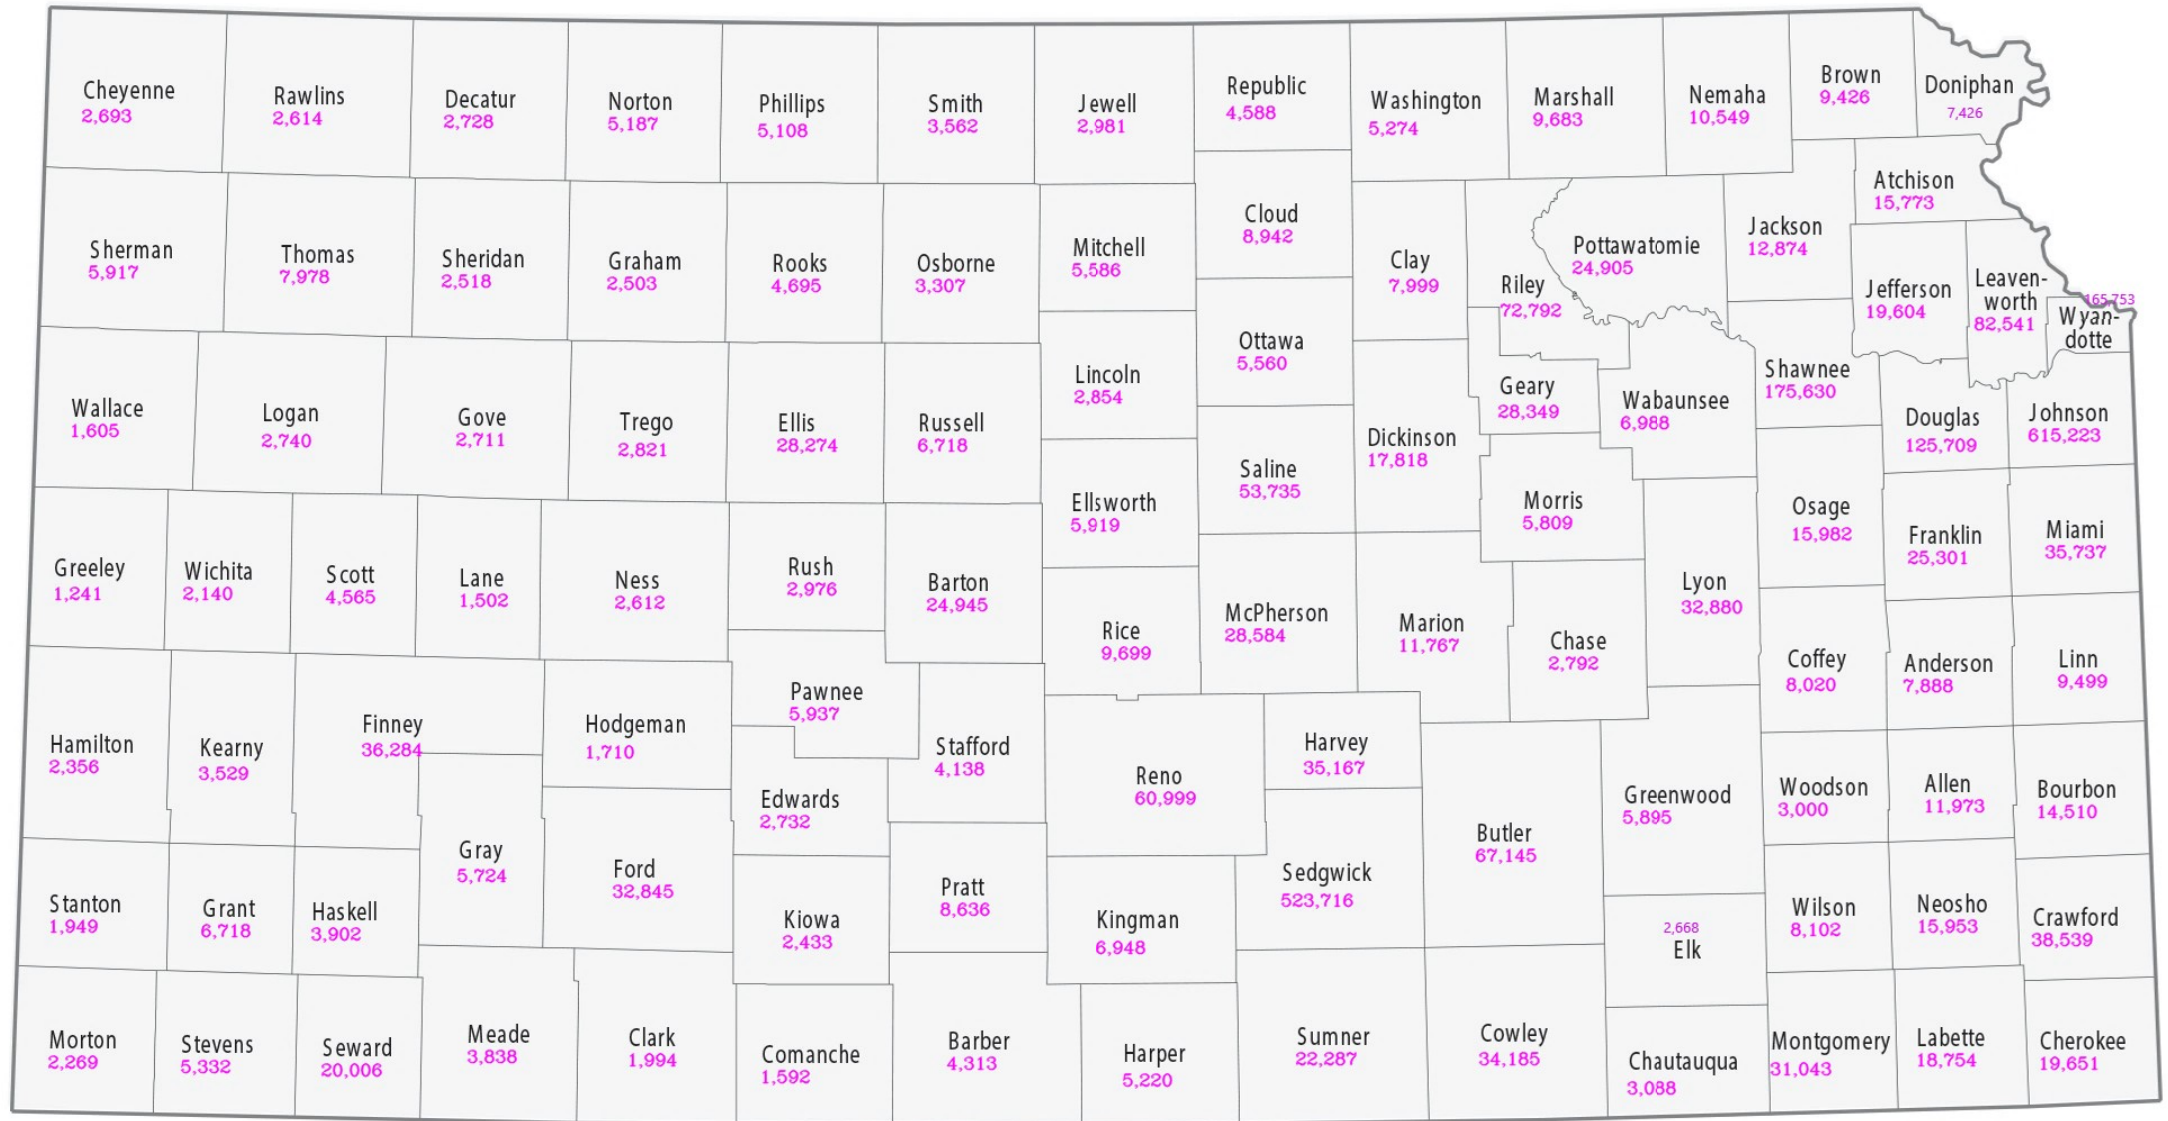 Cheyenne
2,693
Rawlins
2,614
Decatur
2,728
Norton
5,187
Phillips
5,108
Smith
3,562
Jewell
2,981
Republic
4,588
Washington
5,274
Marshall
9,683
Nemaha
10,549
Brown
9,426
Doniphan
7,426
Atchison
15,773
Sherman
5,917
Thomas
7,978
Sheridan
2,518
Graham
2,503
Rooks
4,695
Osborne
3,307
Mitchell
5,586
Cloud
8,942
Clay
7,999
Riley
72,792
Pottawatomie
24,905
Jackson
12,874
Jefferson
19,604
Leaven-
worth
82,541
165,753
Wyan-
dotte
Wallace
1,605
Logan
2,740
Gove
2,711
Trego
2,821
Ellis
28,274
Russell
6,718
Lincoln
2,854
Ottawa
5,560
Dickinson
17,818
Geary
28,349
Wabaunsee
6,988
Shawnee
175,630
Douglas
125,709
Johnson
615,223
Ellsworth
5,919
Saline
53,735
Morris
5,809
Osage
15,982
Franklin
25,301
Miami
35,737
Greeley
1,241
Wichita
2,140
Scott
4,565
Lane
1,502
Ness
2,612
Rush
2,976
Barton
24,945
Rice
9,699
McPherson
28,584
Marion
11,767
Chase
2,792
Lyon
32,880
Coffey
8,020
Anderson
7,888
Linn
9,499
Hamilton
2,356
Kearny
3,529
Finney
36,284
Hodgeman
1,710
Pawnee
5,937
Stafford
4,138
Edwards
2,732
Reno
60,999
Harvey
35,167
Butler
67,145
Greenwood
5,895
Woodson
3,000
Allen
11,973
Bourbon
14,510
Stanton
1,949
Grant
6,718
Haskell
3,902
Gray
5,724
Ford
32,845
Kiowa
2,433
Pratt
8,636
Kingman
6,948
Sedgwick
523,716
2,668
Elk
Wilson
8,102
Neosho
15,953
Crawford
38,539
Morton
2,269
Stevens
5,332
Seward
20,006
Meade
3,838
Clark
1,994
Comanche
1,592
Barber
4,313
Harper
5,220
Sumner
22,287
Cowley
34,185
Chautauqua
3,088
Montgomery
31,043
Labette
18,754
Cherokee
19,651